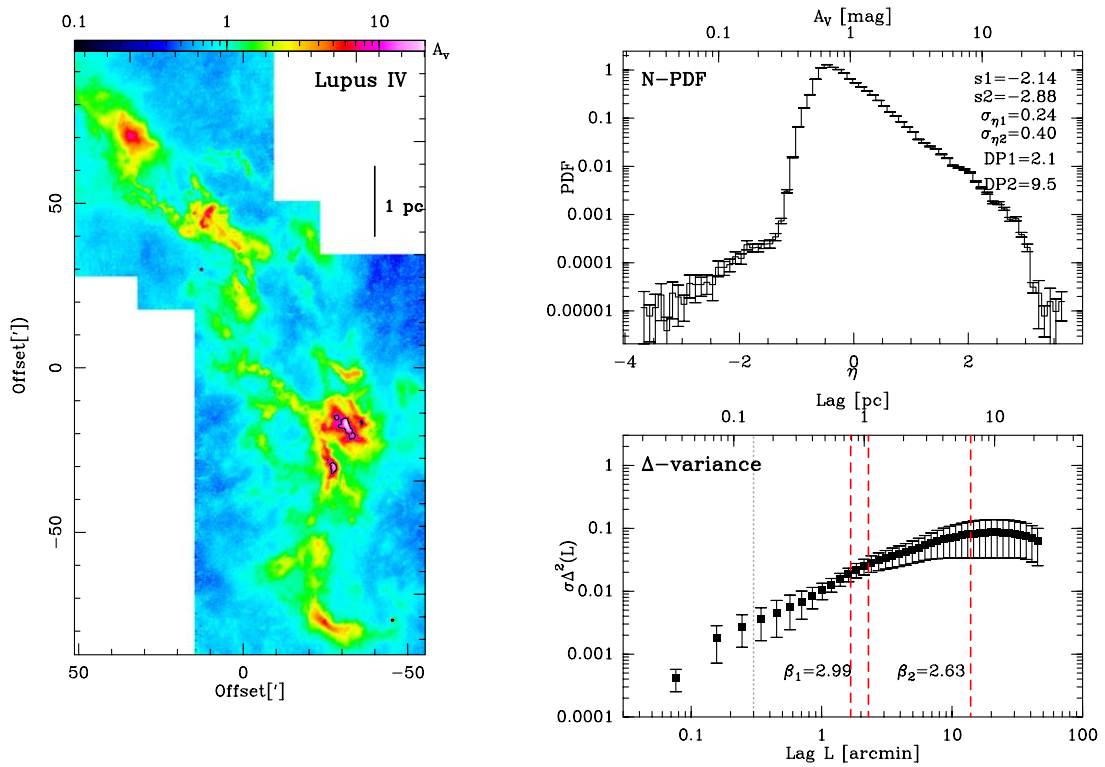 0.1 1 10
A_V
Lupus IV
1 pc
50
0
−50
Offset['])
50 0 −50
Offset[']
A_V [mag]
0.1 1 10
N−PDF
s1=−2.14
s2=−2.88
σ_η1=0.24
σ_η2=0.40
DP1=2.1
DP2=9.5
1
0.1
0.01
0.001
0.0001
0.00001
PDF
−4 −2 0 2
η
Lag [pc]
0.1 1 10
Δ−variance
1
0.1
0.01
0.001
0.0001
σ_Δ²(L)
β₁=2.99 β₂=2.63
0.1 1 10 100
Lag L [arcmin]